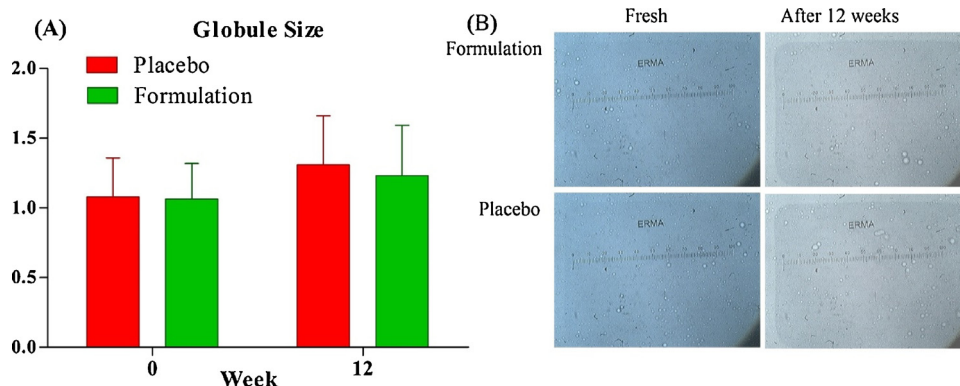 (A)
Globule Size
2.0
1.5
1.0
0.5
0.0
Placebo
Formulation
0
12
Week
(B)
Fresh
After 12 weeks
Formulation
ERMA
ERMA
Placebo
ERMA
ERMA